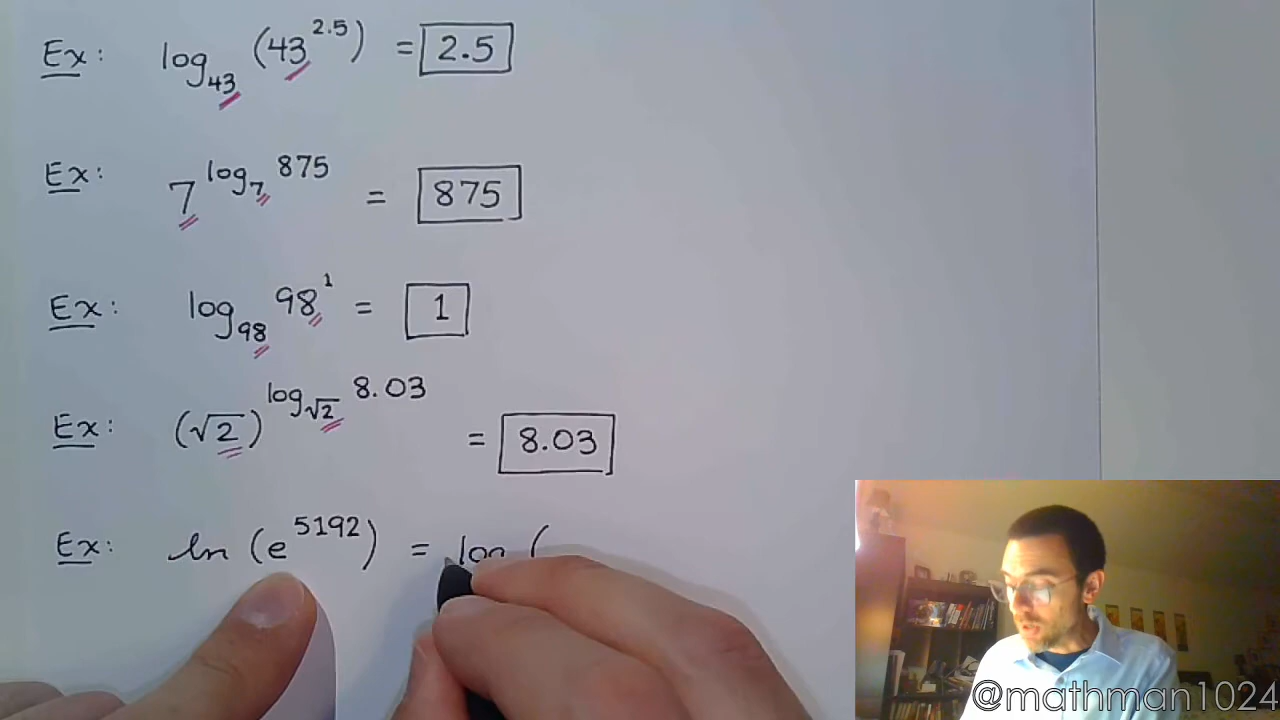 Ex: log₄₃ (43^2.5) = 2.5
Ex: 7^log₇ 875 = 875
Ex: log₉₈ 98^1 = 1
Ex: (√2)^log_√2 8.03 = 8.03
Ex: ln (e^5192) = log (
@mathman1024